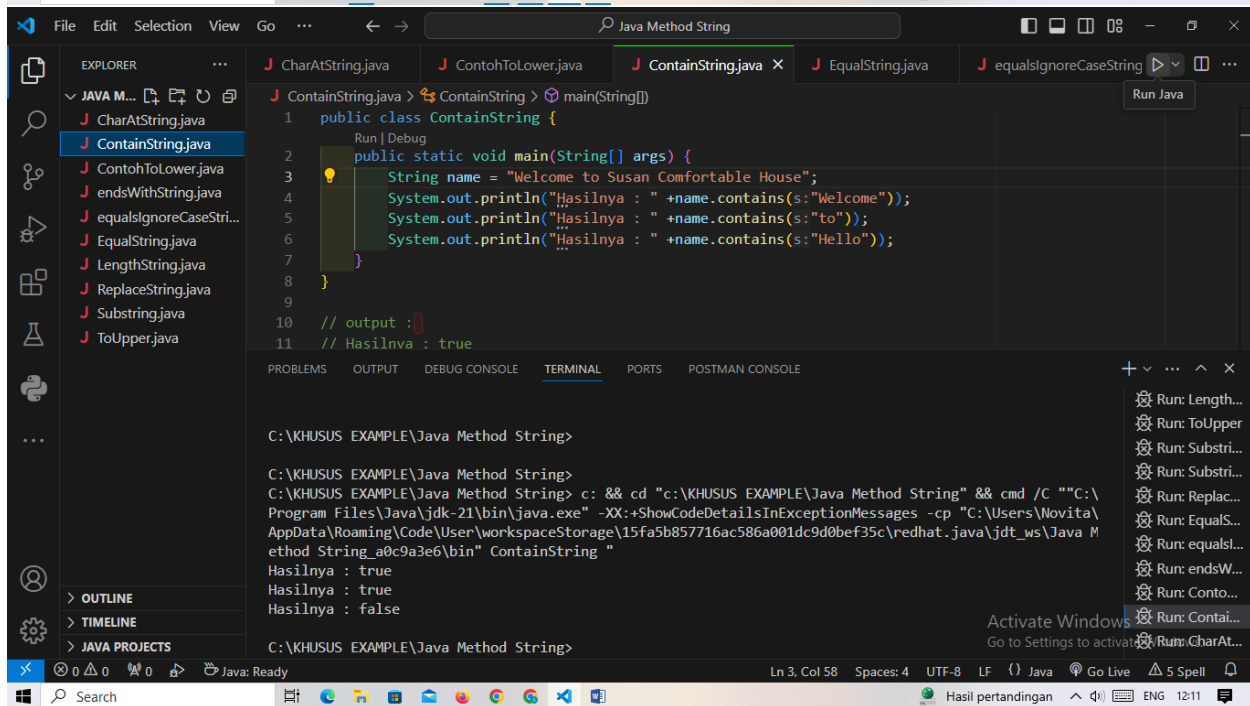 File Edit Selection View Go ··· Java Method String
EXPLORER ···
JAVA M...
CharAtString.java
ContainString.java
ContohToLower.java
endsWithString.java
equalsIgnoreCaseStri...
EqualString.java
LengthString.java
ReplaceString.java
Substring.java
ToUpper.java
OUTLINE
TIMELINE
JAVA PROJECTS
CharAtString.java ContohToLower.java ContainString.java EqualString.java equalsIgnoreCaseString
Run Java
ContainString.java > ContainString > main(String[])
1 public class ContainString {
Run | Debug
2 public static void main(String[] args) {
3 String name = "Welcome to Susan Comfortable House";
4 System.out.println("Hasilnya : " +name.contains(s:"Welcome"));
5 System.out.println("Hasilnya : " +name.contains(s:"to"));
6 System.out.println("Hasilnya : " +name.contains(s:"Hello"));
7 }
8 }
9
10 // output :
11 // Hasilnya : true
PROBLEMS OUTPUT DEBUG CONSOLE TERMINAL PORTS POSTMAN CONSOLE
C:\KHUSUS EXAMPLE\Java Method String>
C:\KHUSUS EXAMPLE\Java Method String>
C:\KHUSUS EXAMPLE\Java Method String> c: && cd "c:\KHUSUS EXAMPLE\Java Method String" && cmd /C ""C:\
Program Files\Java\jdk-21\bin\java.exe" -XX:+ShowCodeDetailsInExceptionMessages -cp "C:\Users\Novita\
AppData\Roaming\Code\User\workspaceStorage\15fa5b857716ac586a001dc9d0bef35c\redhat.java\jdt_ws\Java M
ethod String_a0c9a3e6\bin" ContainString "
Hasilnya : true
Hasilnya : true
Hasilnya : false
C:\KHUSUS EXAMPLE\Java Method String>
Run: Length...
Run: ToUpper
Run: Substri...
Run: Substri...
Run: Replac...
Run: EqualS...
Run: equalsI...
Run: endsW...
Run: Conto...
Run: Contai...
Run: CharAt...
Activate Windows
Go to Settings to activate Windows.
0 0 0 Java: Ready Ln 3, Col 58 Spaces: 4 UTF-8 LF {} Java Go Live 5 Spell
Search Hasil pertandingan ENG 12:11